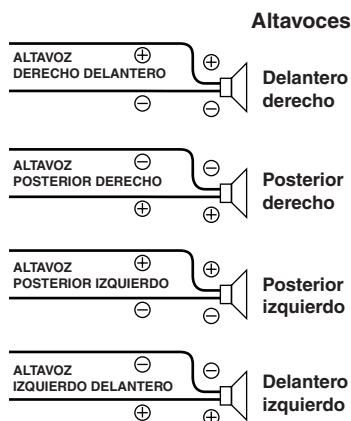 Altavoces
ALTAVOZ
DERECHO DELANTERO
⊕
⊖
⊕
⊖
Delantero
derecho
ALTAVOZ
POSTERIOR DERECHO
⊖
⊕
⊖
⊕
Posterior
derecho
ALTAVOZ
POSTERIOR IZQUIERDO
⊕
⊖
⊕
⊖
Posterior
izquierdo
ALTAVOZ
IZQUIERDO DELANTERO
⊖
⊕
⊖
⊕
Delantero
izquierdo